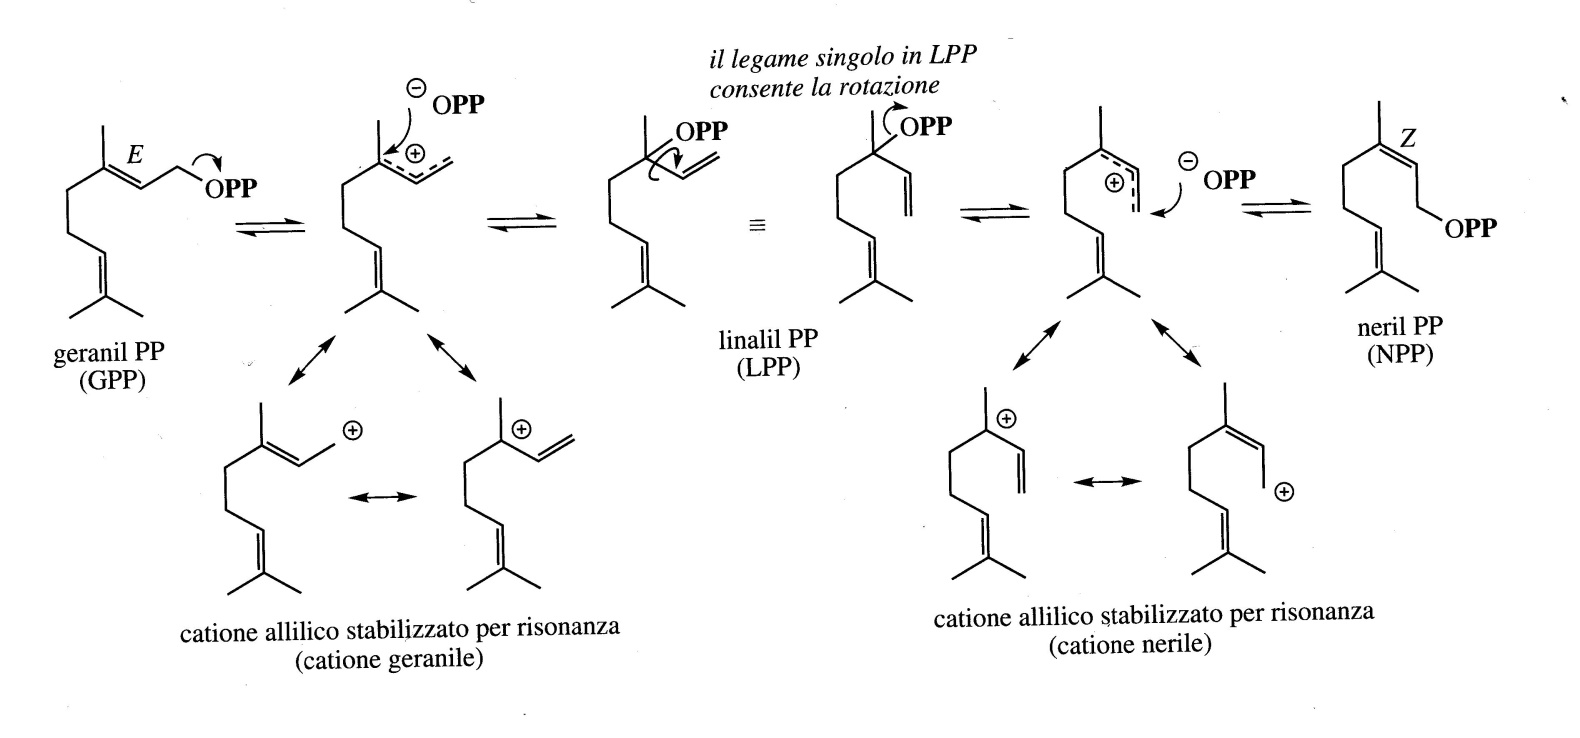 il legame singolo in LPP
consente la rotazione
⊖
OPP
E
OPP
⊕
OPP
OPP
⊕
⊖
OPP
Z
OPP
≡
geranil PP
(GPP)
linalil PP
(LPP)
neril PP
(NPP)
⊕
⊕
⊕
⊕
catione allilico stabilizzato per risonanza
(catione geranile)
catione allilico stabilizzato per risonanza
(catione nerile)